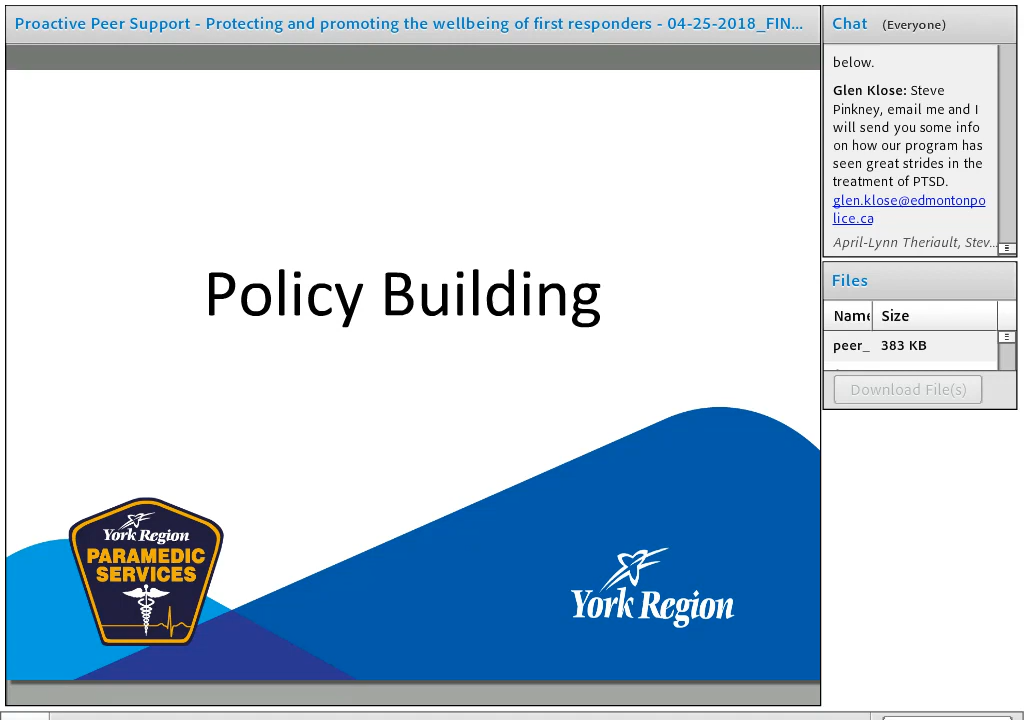 Proactive Peer Support - Protecting and promoting the wellbeing of first responders - 04-25-2018_FIN...
Policy Building
York Region
PARAMEDIC
SERVICES
York Region
Chat (Everyone)
below.
Glen Klose: Steve
Pinkney, email me and I
will send you some info
on how our program has
seen great strides in the
treatment of PTSD.
glen.klose@edmontonpo
lice.ca
April-Lynn Theriault, Stev...
Files
Name Size
peer_ 383 KB
Download File(s)